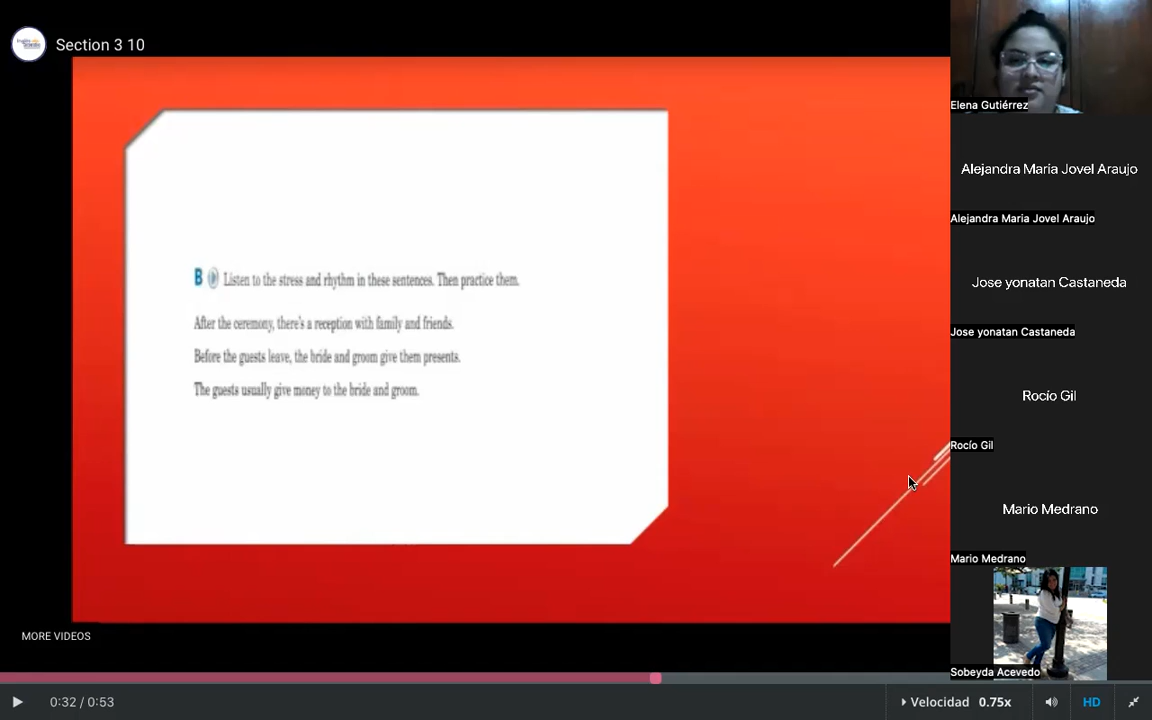 Section 3 10
B Listen to the stress and rhythm in these sentences. Then practice them.
After the ceremony, there's a reception with family and friends.
Before the guests leave, the bride and groom give them presents.
The guests usually give money to the bride and groom.
MORE VIDEOS
0:32 / 0:53
Velocidad 0.75x
HD
Elena Gutiérrez
Alejandra Maria Jovel Araujo
Alejandra Maria Jovel Araujo
Jose yonatan Castaneda
Jose yonatan Castaneda
Rocío Gil
Rocío Gil
Mario Medrano
Mario Medrano
Sobeyda Acevedo